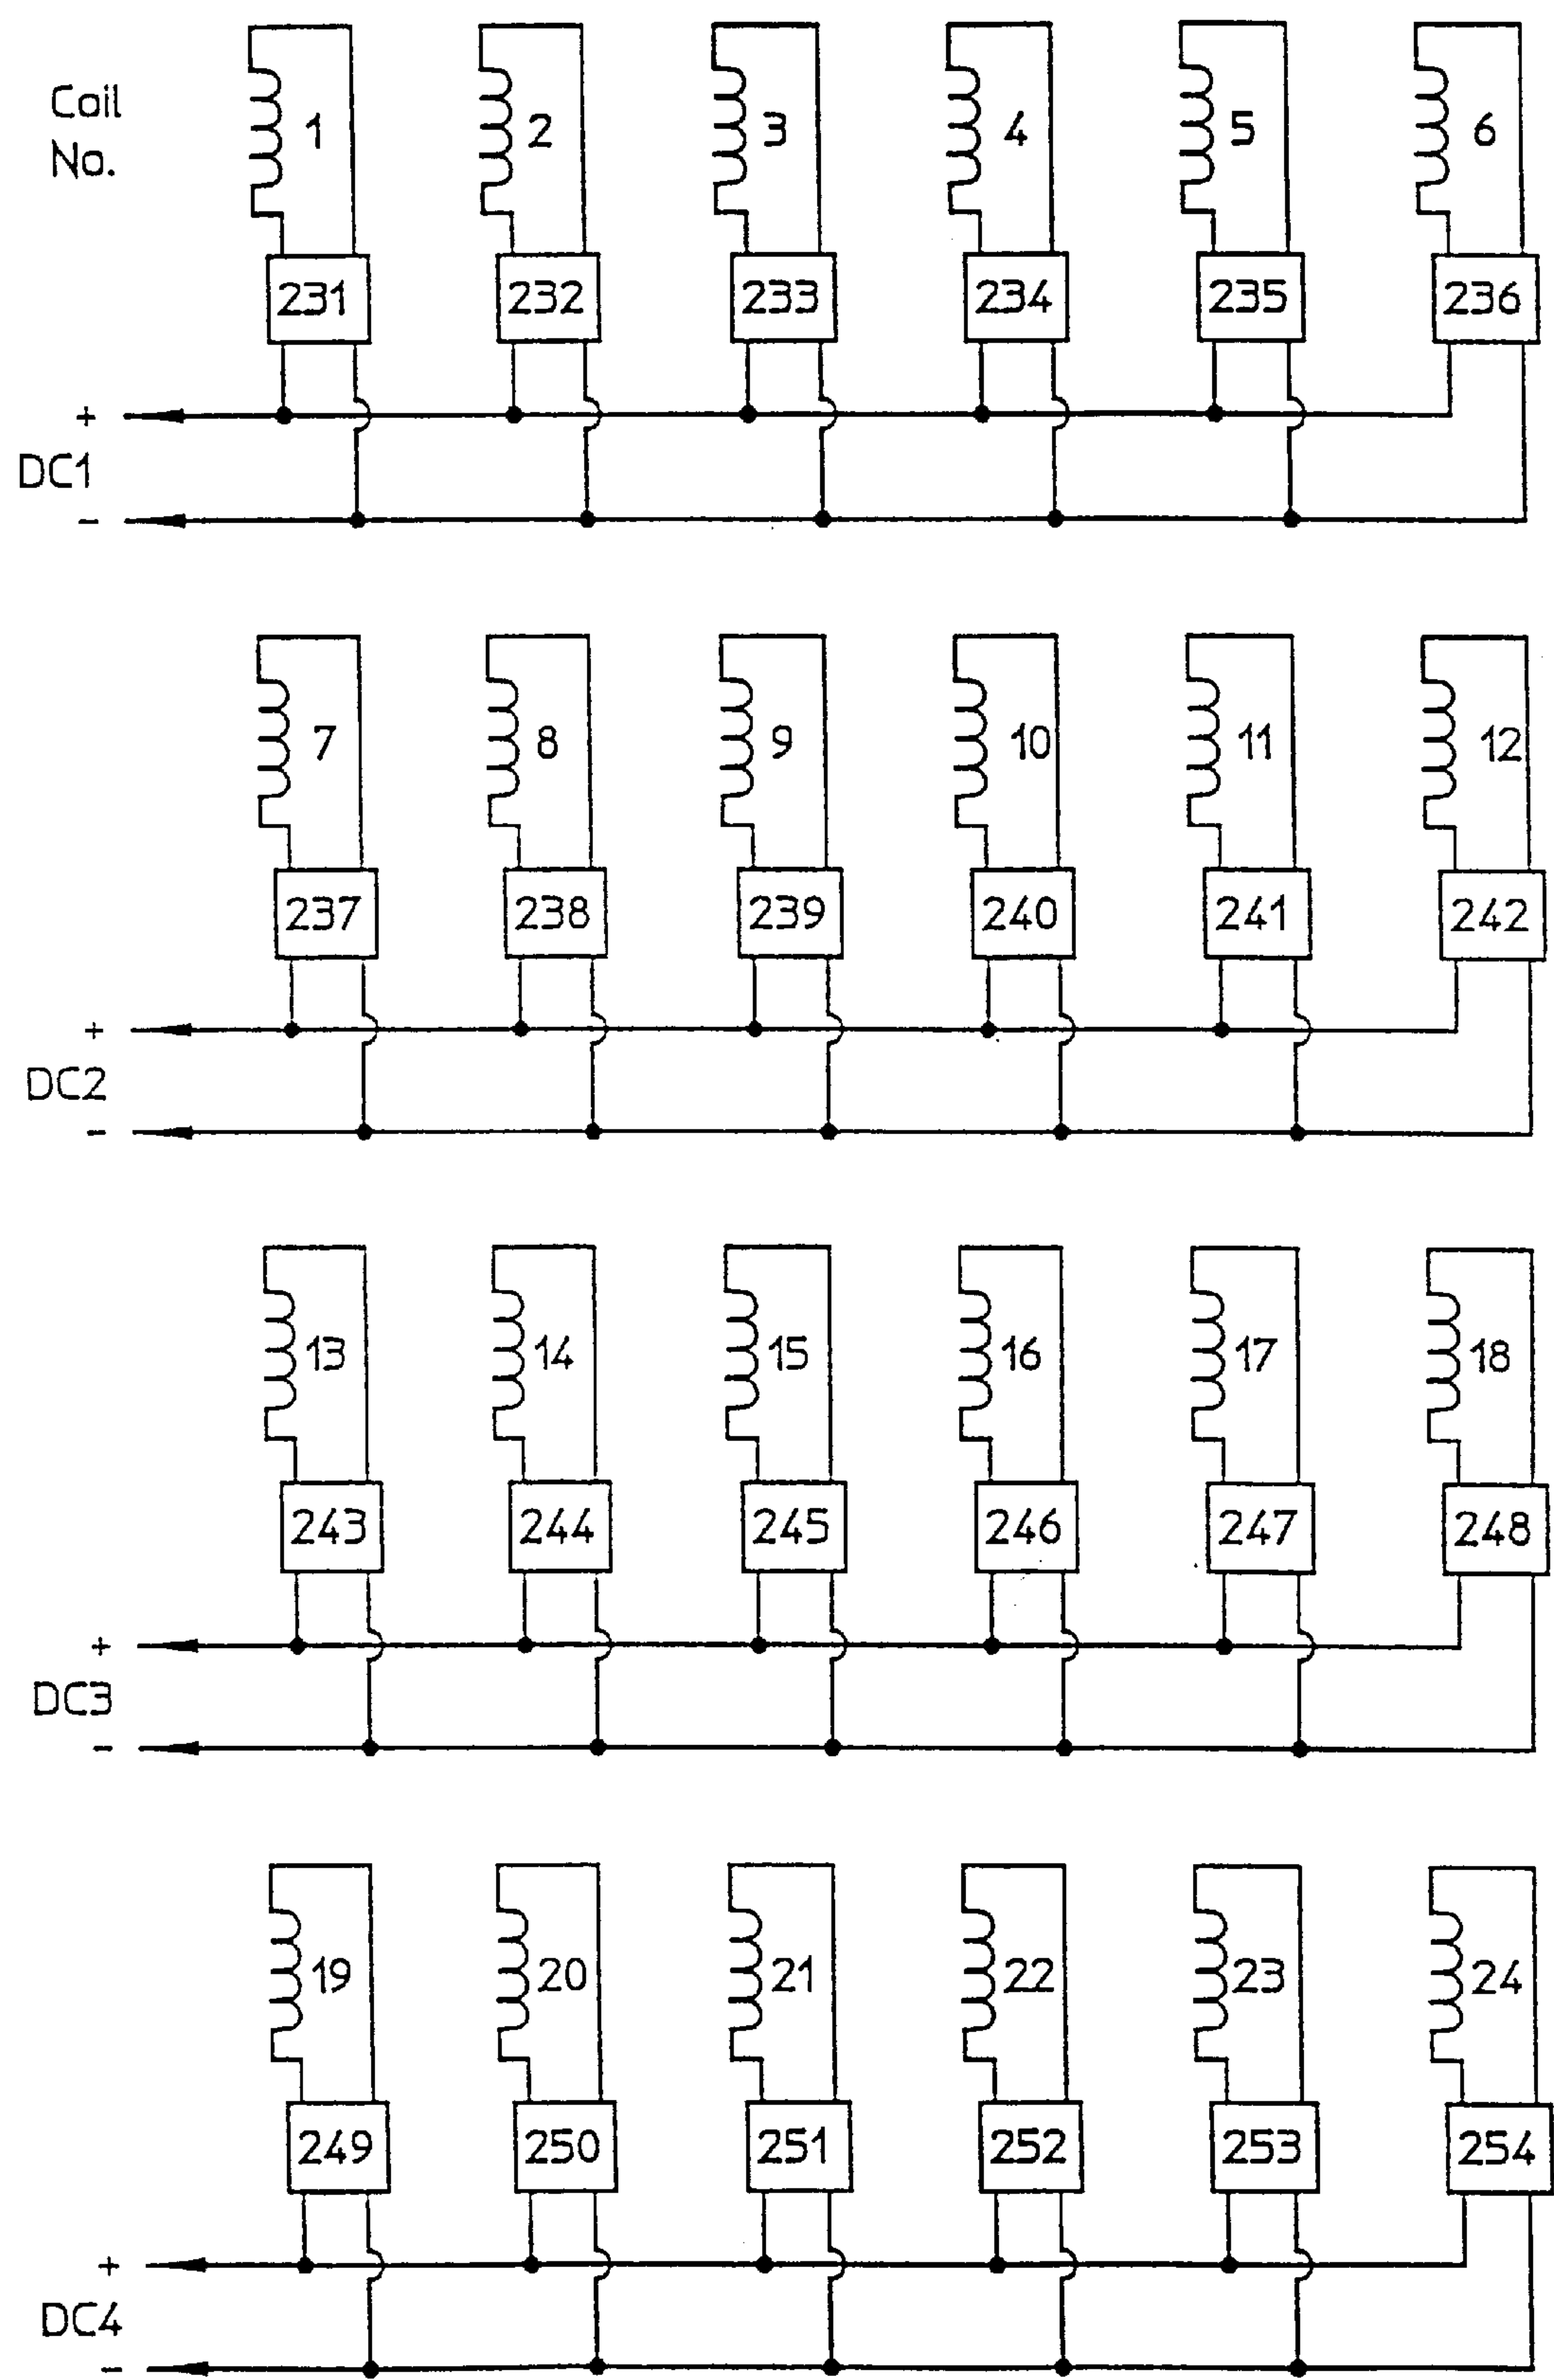 Coil
No.
1 2 3 4 5 6
231 232 233 234 235 236
+
DC1
-
7 8 9 10 11 12
237 238 239 240 241 242
+
DC2
-
13 14 15 16 17 18
243 244 245 246 247 248
+
DC3
-
19 20 21 22 23 24
249 250 251 252 253 254
+
DC4
-